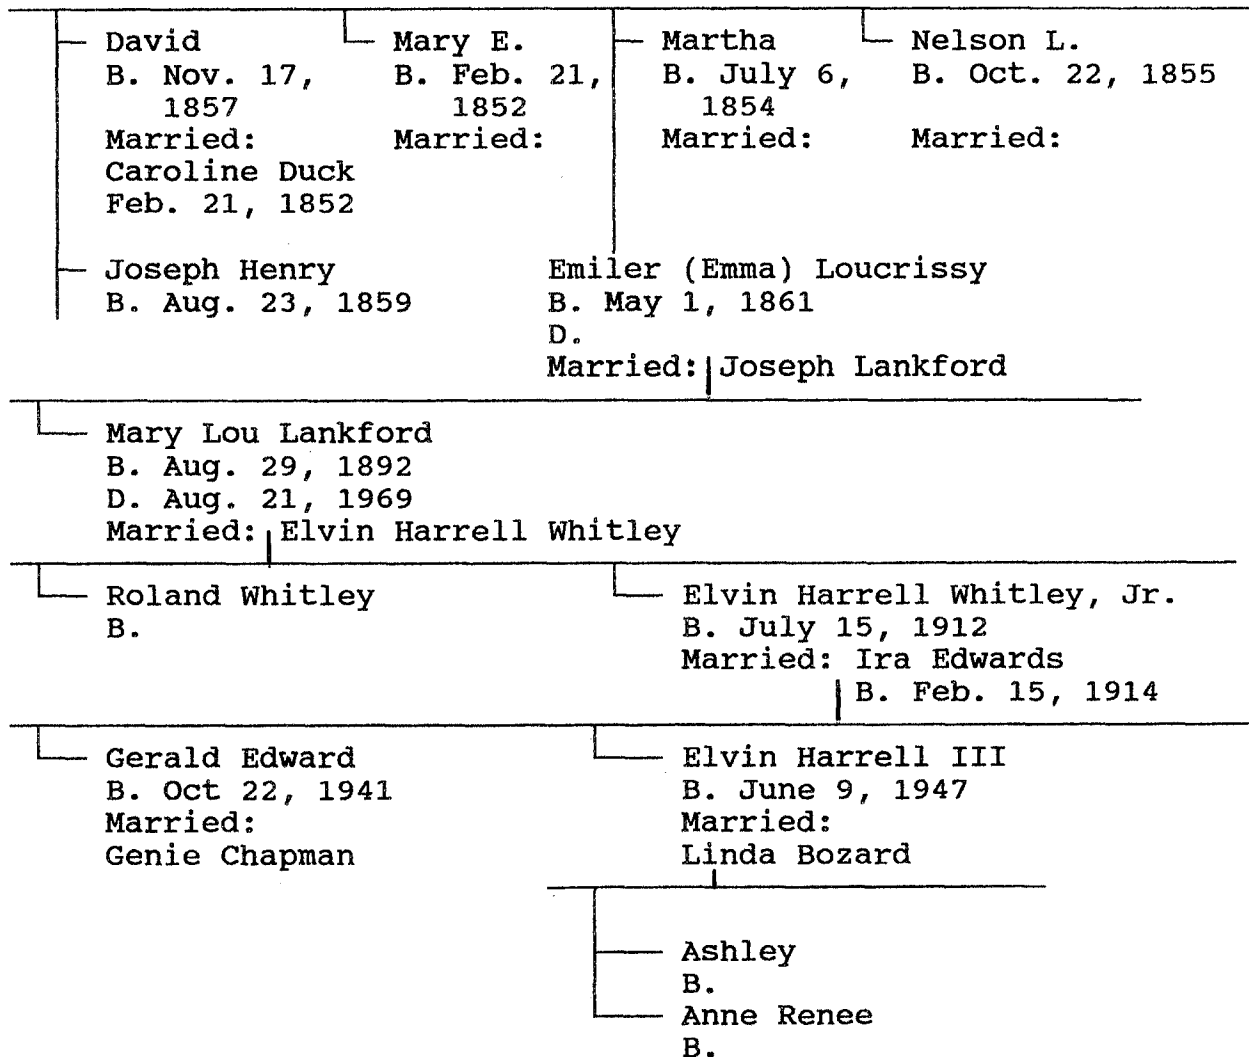 David
B. Nov. 17,
1857
Married:
Caroline Duck
Feb. 21, 1852
Mary E.
B. Feb. 21,
1852
Married:
Martha
B. July 6,
1854
Married:
Nelson L.
B. Oct. 22, 1855
Married:
Joseph Henry
B. Aug. 23, 1859
Emiler (Emma) Loucrissy
B. May 1, 1861
D.
Married: Joseph Lankford
Mary Lou Lankford
B. Aug. 29, 1892
D. Aug. 21, 1969
Married: Elvin Harrell Whitley
Roland Whitley
B.
Elvin Harrell Whitley, Jr.
B. July 15, 1912
Married: Ira Edwards
B. Feb. 15, 1914
Gerald Edward
B. Oct 22, 1941
Married:
Genie Chapman
Elvin Harrell III
B. June 9, 1947
Married:
Linda Bozard
Ashley
B.
Anne Renee
B.